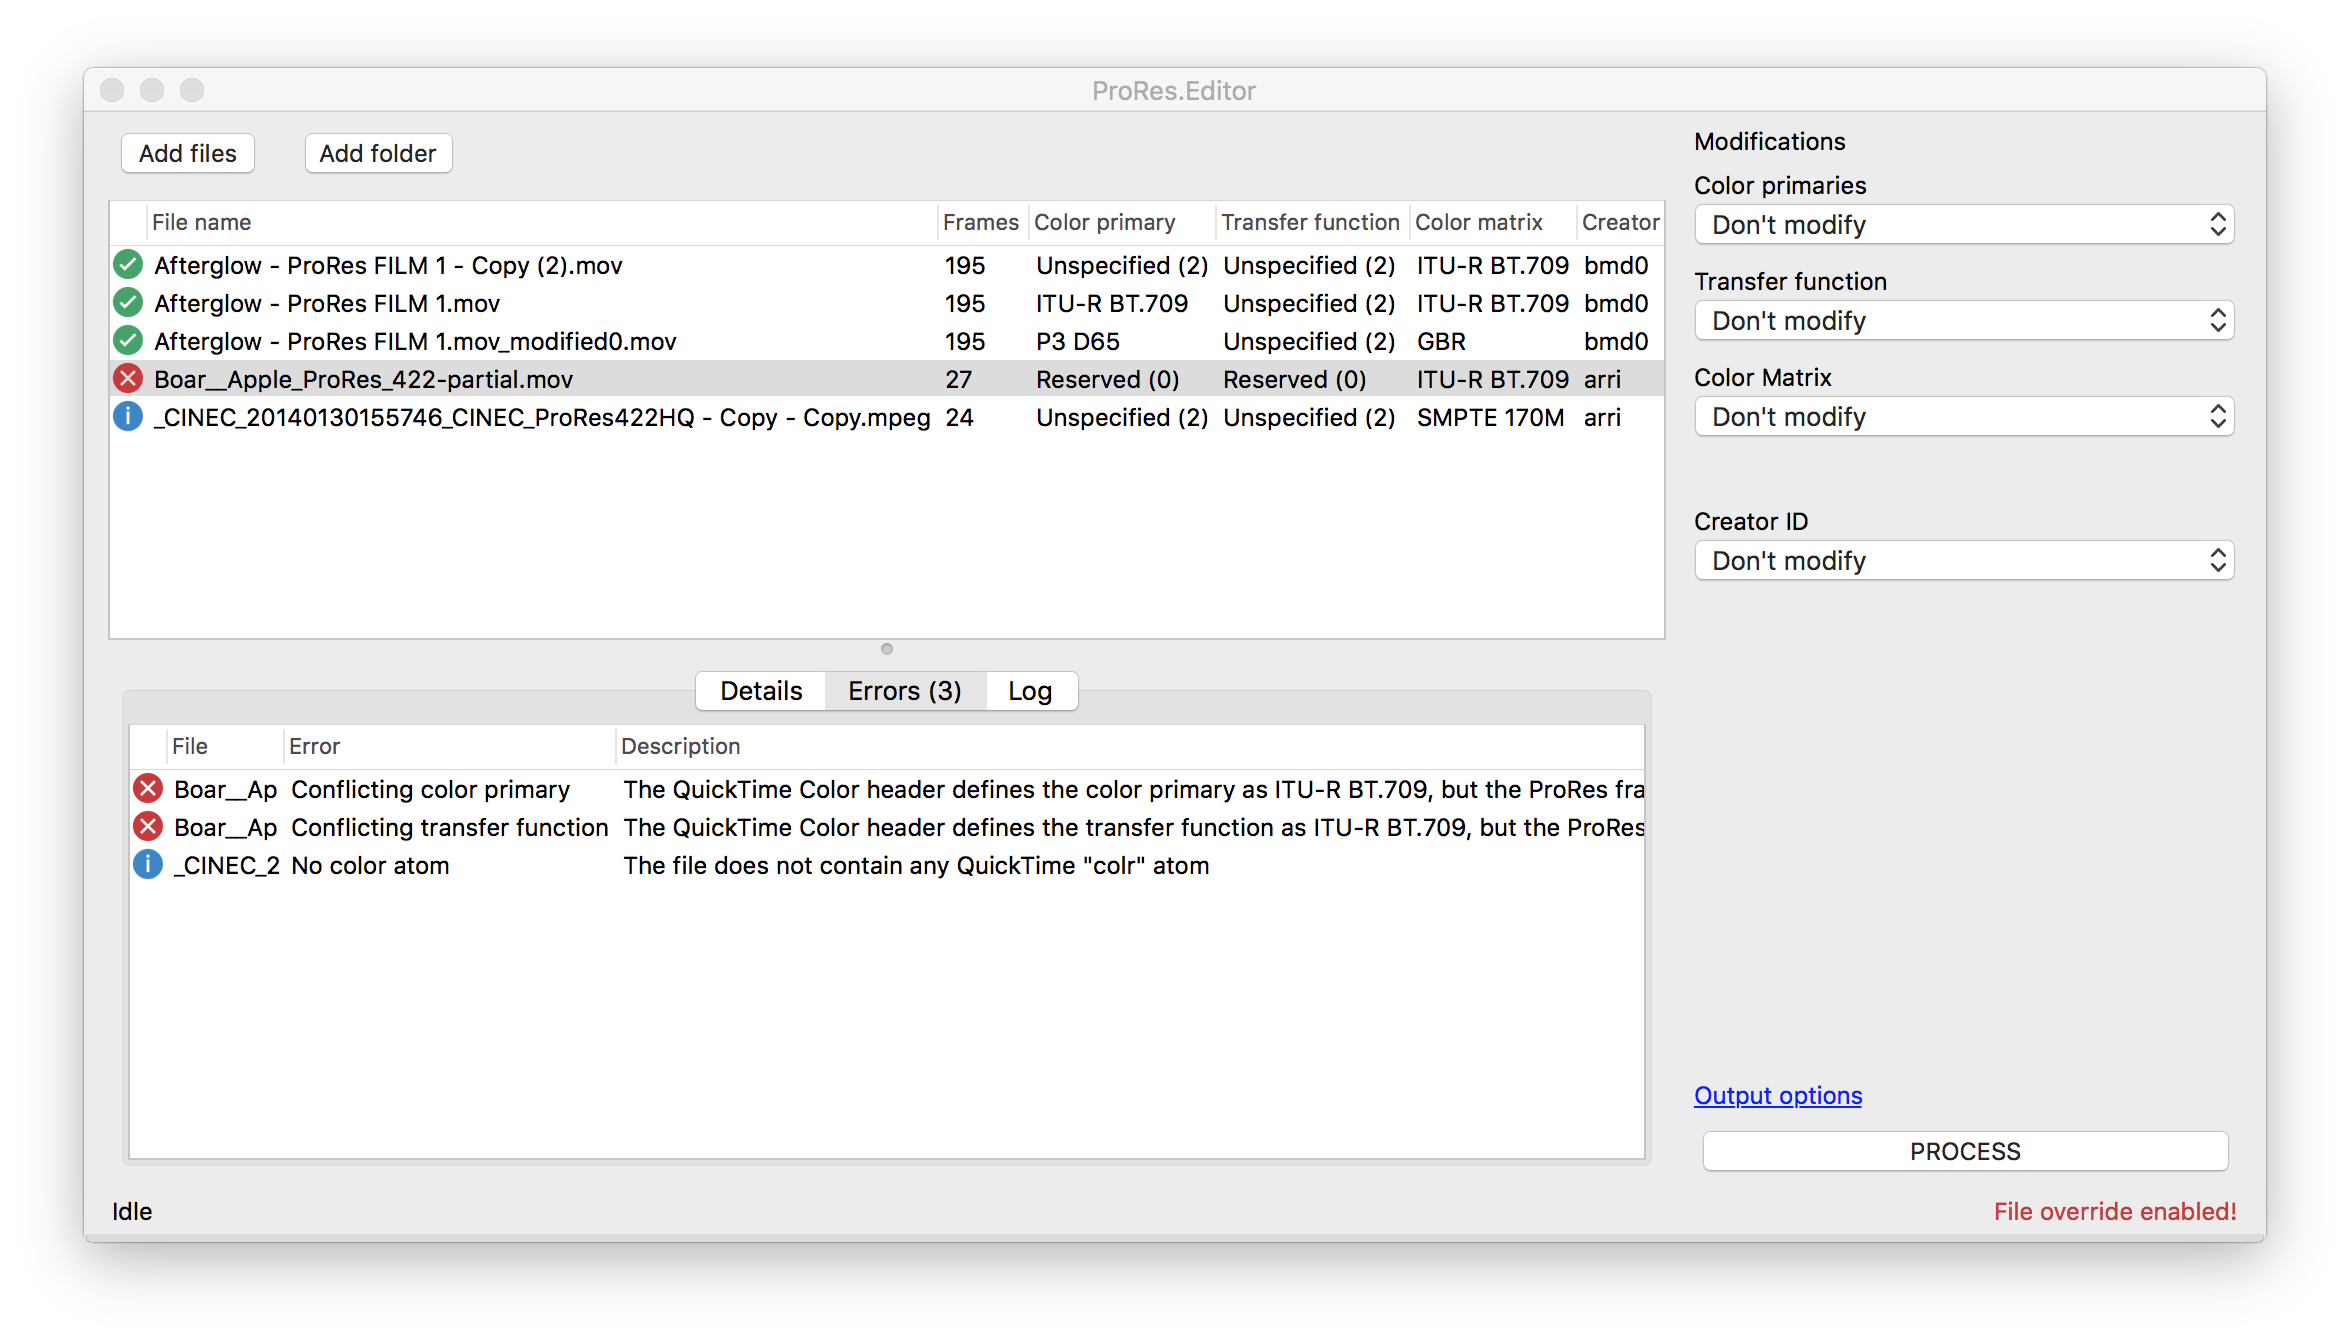 ProRes.Editor
Add files Add folder
File name Frames Color primary Transfer function Color matrix Creator
Afterglow - ProRes FILM 1 - Copy (2).mov 195 Unspecified (2) Unspecified (2) ITU-R BT.709 bmd0
Afterglow - ProRes FILM 1.mov 195 ITU-R BT.709 Unspecified (2) ITU-R BT.709 bmd0
Afterglow - ProRes FILM 1.mov_modified0.mov 195 P3 D65 Unspecified (2) GBR bmd0
Boar__Apple_ProRes_422-partial.mov 27 Reserved (0) Reserved (0) ITU-R BT.709 arri
_CINEC_20140130155746_CINEC_ProRes422HQ - Copy - Copy.mpeg 24 Unspecified (2) Unspecified (2) SMPTE 170M arri
Modifications
Color primaries
Don't modify
Transfer function
Don't modify
Color Matrix
Don't modify
Creator ID
Don't modify
Details Errors (3) Log
File Error Description
Boar__Ap Conflicting color primary The QuickTime Color header defines the color primary as ITU-R BT.709, but the ProRes fra
Boar__Ap Conflicting transfer function The QuickTime Color header defines the transfer function as ITU-R BT.709, but the ProRes
_CINEC_2 No color atom The file does not contain any QuickTime "colr" atom
Output options
PROCESS
Idle
File override enabled!